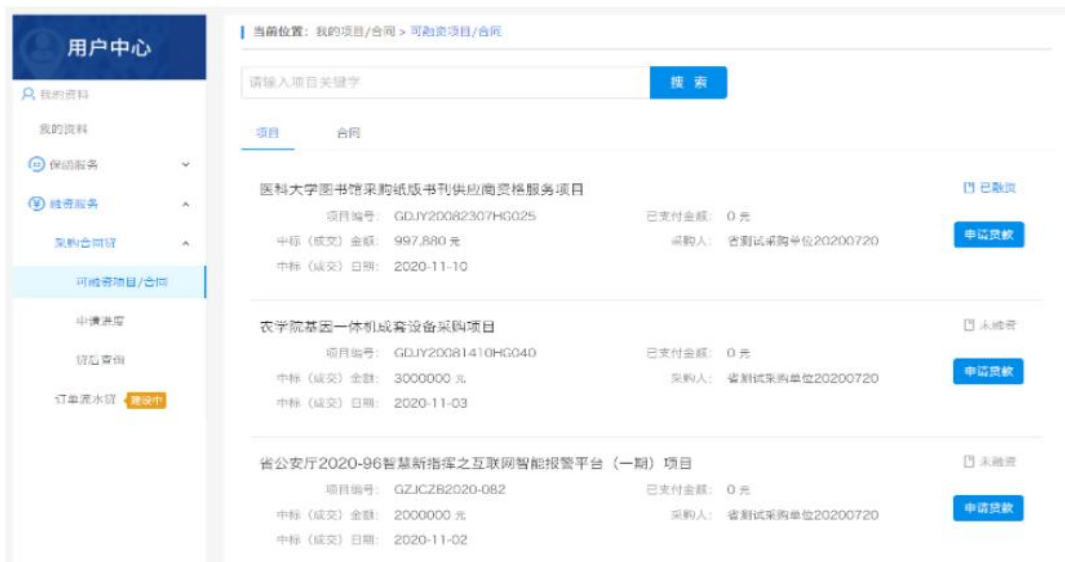 用户中心
我的资料
我的资料
保函服务
融资服务
采购合同贷
可融资项目/合同
申请进度
贷后查询
订单流水贷 建设中
当前位置：我的项目/合同 > 可融资项目/合同
请输入项目关键字
搜 索
项目 合同
医科大学图书馆采购纸版书刊供应商资格服务项目 已融资
项目编号： GDJY20082307HG025 已支付金额： 0 元
中标（成交）金额： 997,880 元 采购人： 省测试采购单位20200720 申请贷款
中标（成交）日期： 2020-11-10
农学院基因一体机成套设备采购项目 未融资
项目编号： GDJY20081410HG040 已支付金额： 0 元
中标（成交）金额： 3000000 元 采购人： 省测试采购单位20200720 申请贷款
中标（成交）日期： 2020-11-03
省公安厅2020-96智慧新指挥之互联网智能报警平台（一期）项目 未融资
项目编号： GZJCZB2020-082 已支付金额： 0 元
中标（成交）金额： 2000000 元 采购人： 省测试采购单位20200720 申请贷款
中标（成交）日期： 2020-11-02